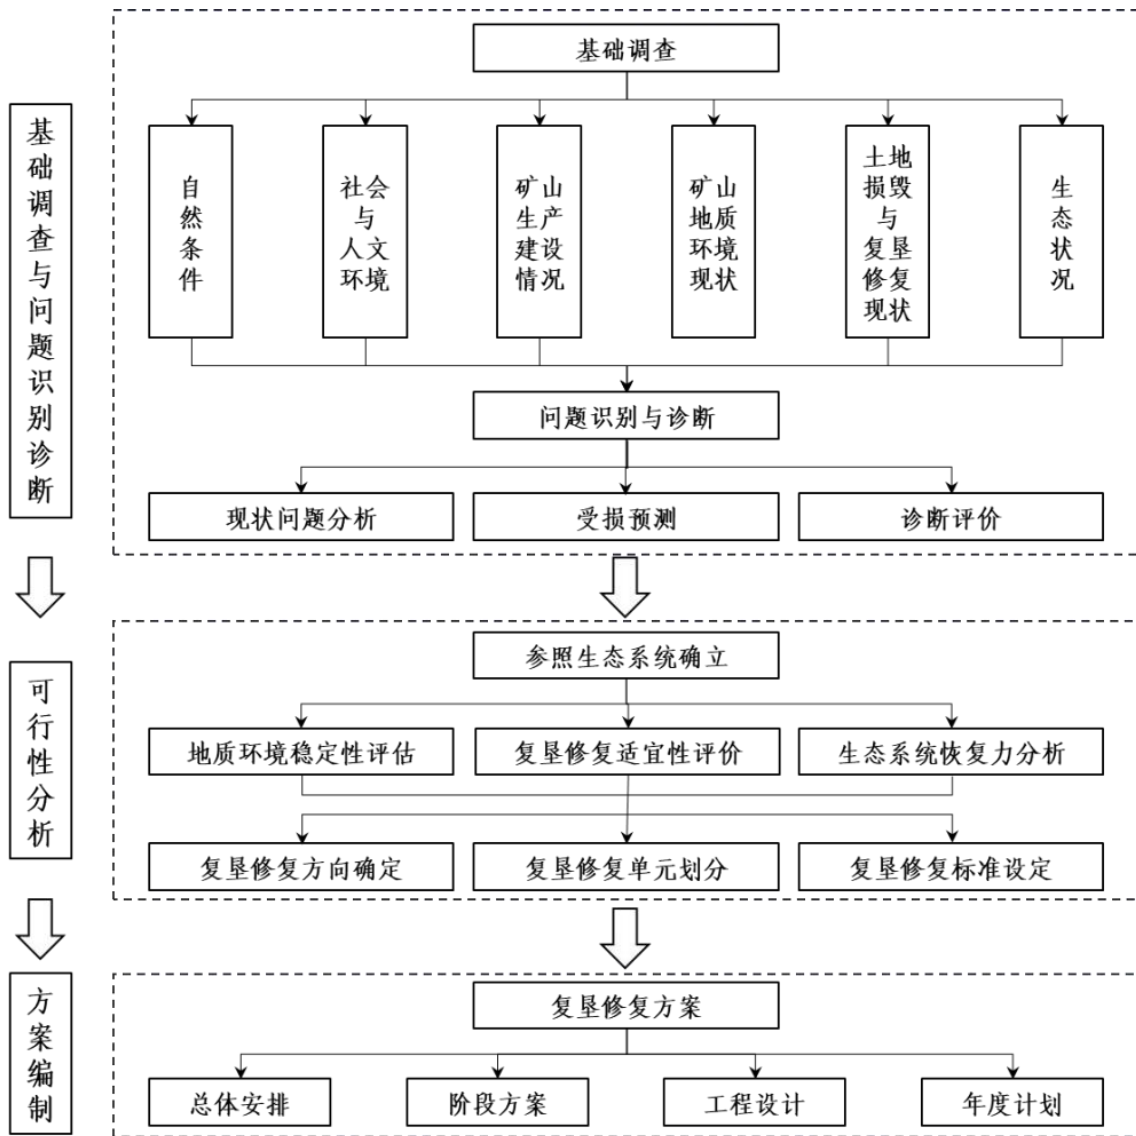 基础调查与问题识别诊断
基础调查
自然条件
社会
与
人文
环境
矿山
生产
建设
情况
矿山
地质
环境
现状
土地
损毁
与
复垦
修复
现状
生态状况
问题识别与诊断
现状问题分析
受损预测
诊断评价
可行性分析
参照生态系统确立
地质环境稳定性评估
复垦修复适宜性评价
生态系统恢复力分析
复垦修复方向确定
复垦修复单元划分
复垦修复标准设定
方案编制
复垦修复方案
总体安排
阶段方案
工程设计
年度计划